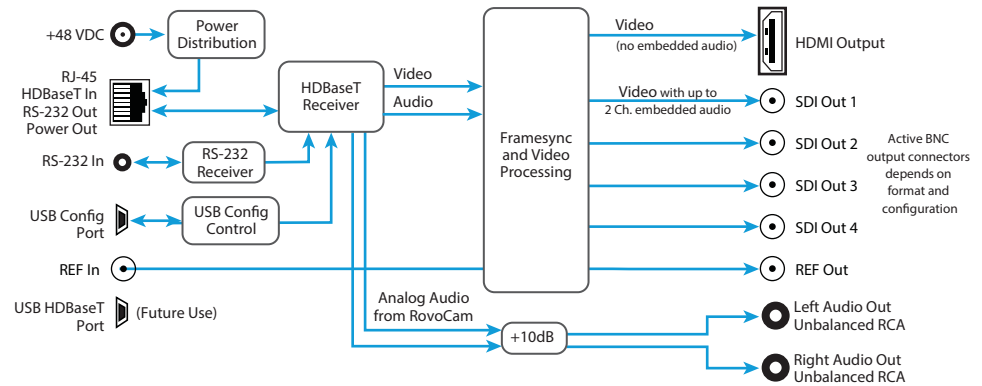 +48 VDC
Power
Distribution
RJ-45
HDBaseT In
RS-232 Out
Power Out
HDBaseT
Receiver
Video
Audio
RS-232 In
RS-232
Receiver
USB Config
Port
USB Config
Control
REF In
USB HDBaseT
Port
(Future Use)
Analog Audio
from RovoCam
+10dB
Framesync
and Video
Processing
Video
(no embedded audio)
HDMI Output
Video with up to
2 Ch. embedded audio
SDI Out 1
SDI Out 2
SDI Out 3
SDI Out 4
Active BNC
output connectors
depends on
format and
configuration
REF Out
Left Audio Out
Unbalanced RCA
Right Audio Out
Unbalanced RCA